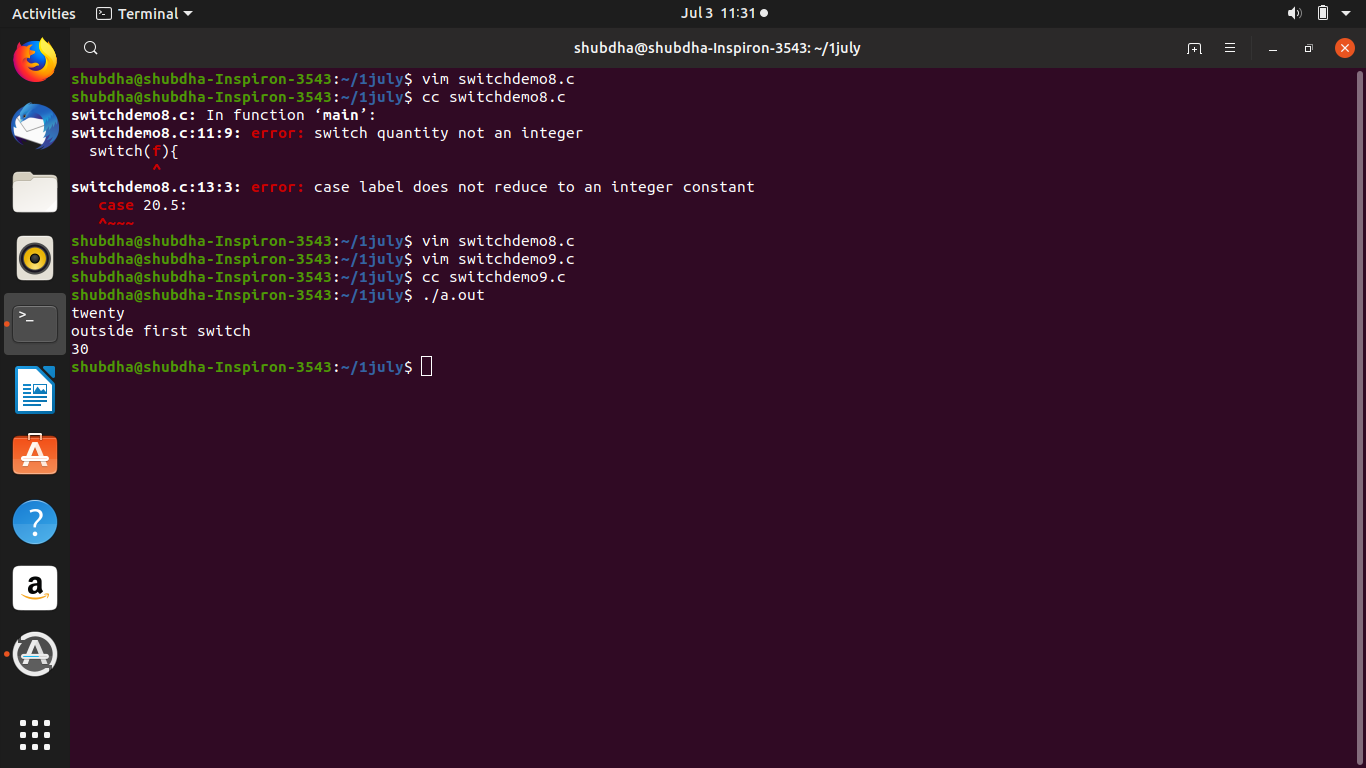 Activities Terminal Jul 3 11:31
shubdha@shubdha-Inspiron-3543: ~/1july
shubdha@shubdha-Inspiron-3543:~/1july$ vim switchdemo8.c
shubdha@shubdha-Inspiron-3543:~/1july$ cc switchdemo8.c
switchdemo8.c: In function ‘main’:
switchdemo8.c:11:9: error: switch quantity not an integer
  switch(f){
         ^
switchdemo8.c:13:3: error: case label does not reduce to an integer constant
   case 20.5:
   ^~~~
shubdha@shubdha-Inspiron-3543:~/1july$ vim switchdemo8.c
shubdha@shubdha-Inspiron-3543:~/1july$ vim switchdemo9.c
shubdha@shubdha-Inspiron-3543:~/1july$ cc switchdemo9.c
shubdha@shubdha-Inspiron-3543:~/1july$ ./a.out
twenty
outside first switch
30
shubdha@shubdha-Inspiron-3543:~/1july$